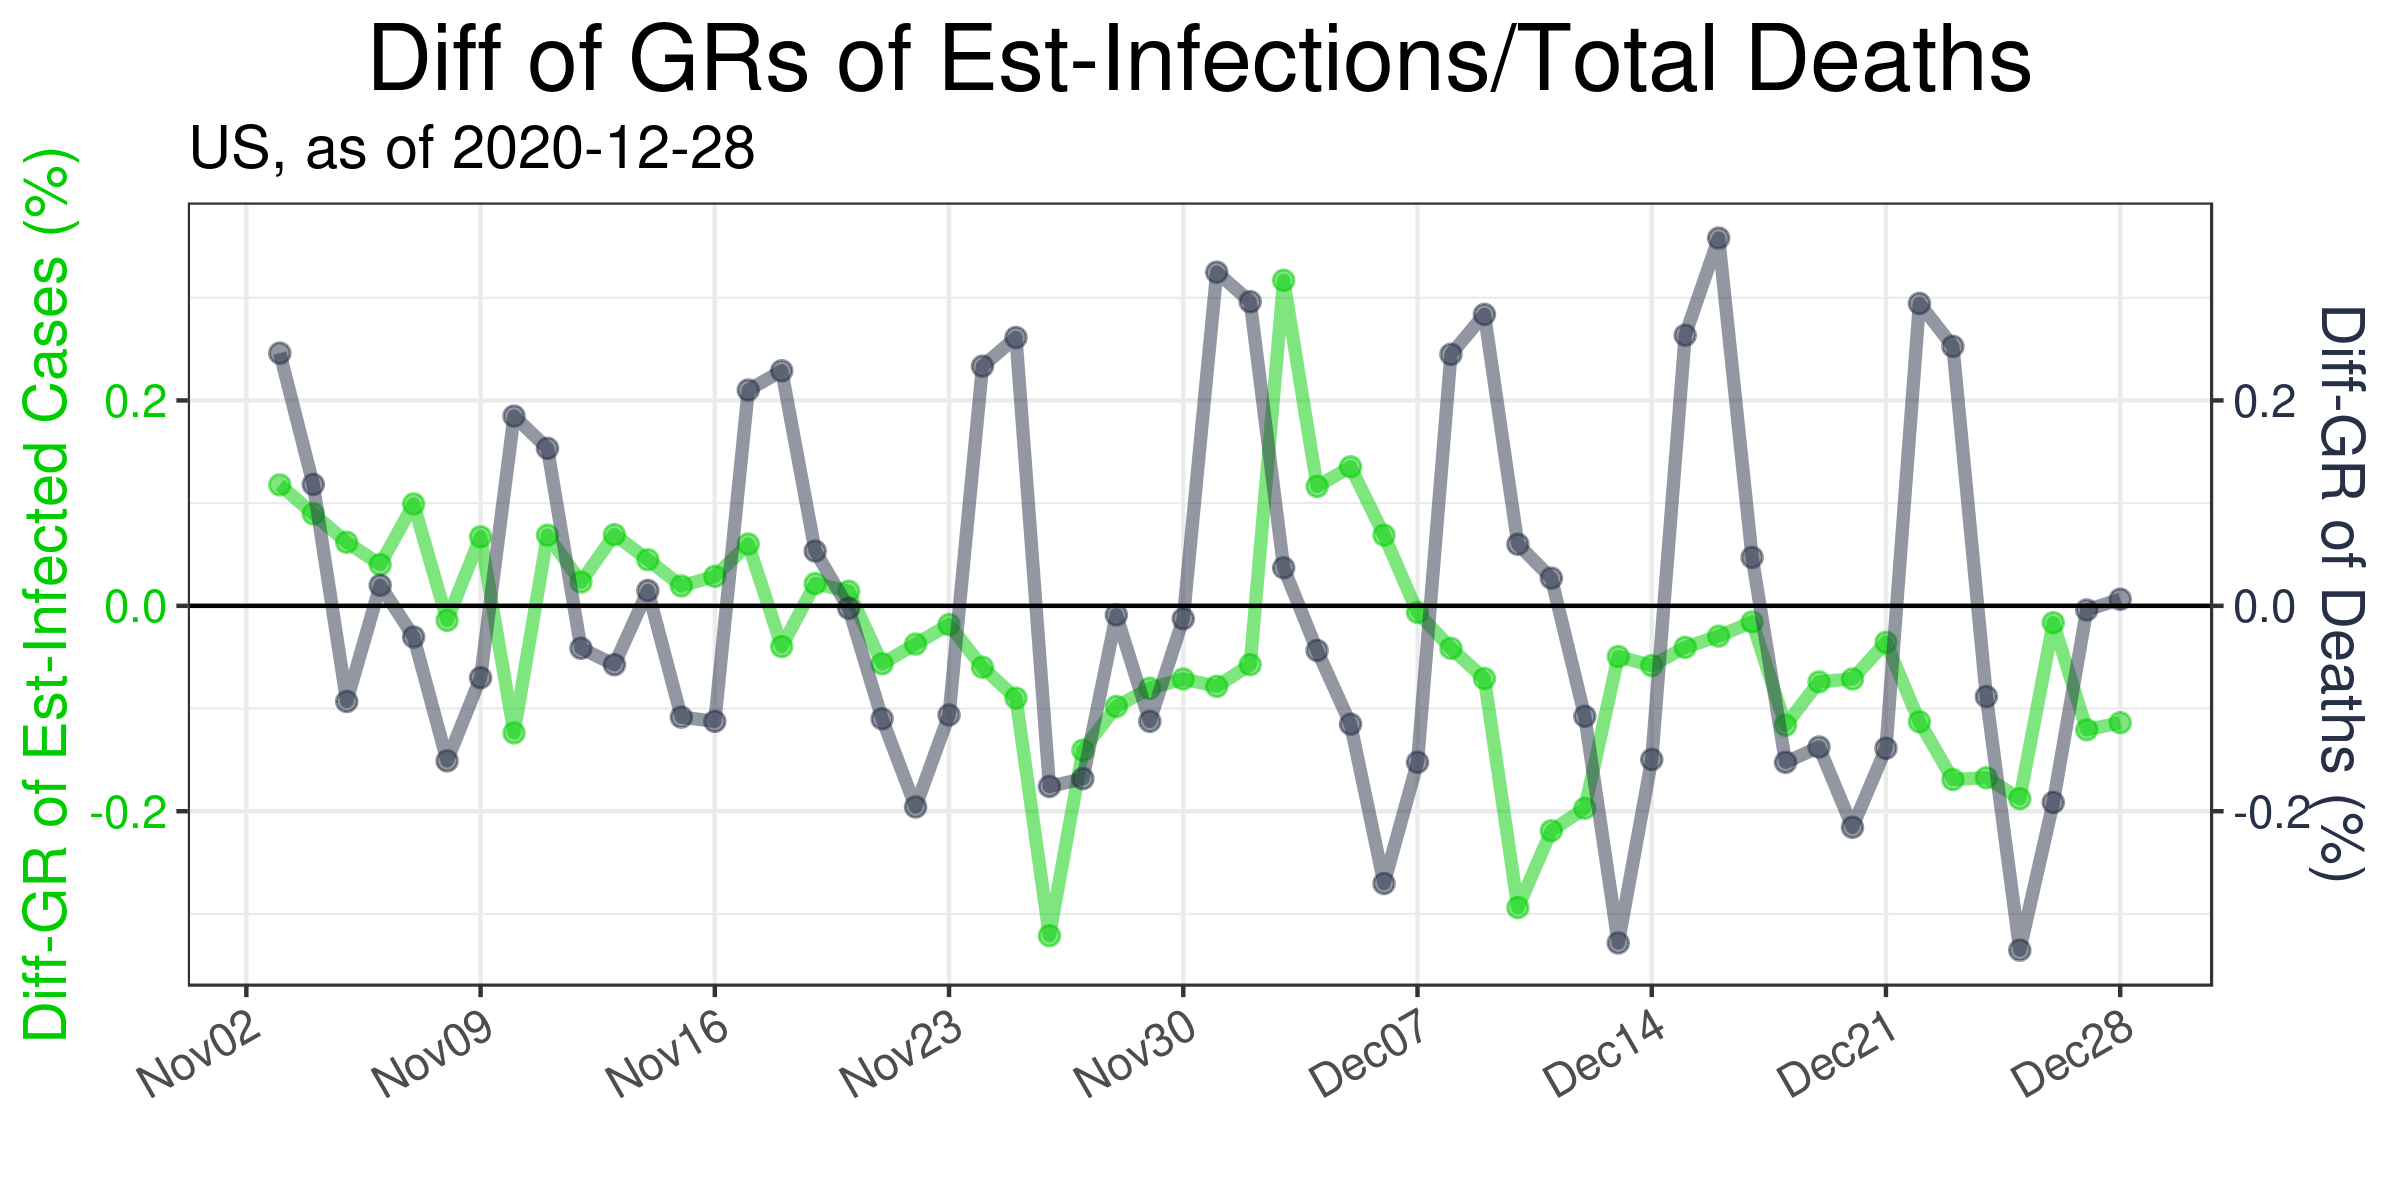 Diff of GRs of Est-Infections/Total Deaths
US, as of 2020-12-28
Diff-GR of Est-Infected Cases (%)
0.2
0.0
-0.2
0.2
0.0
-0.2
Diff-GR of Deaths (%)
Nov02
Nov09
Nov16
Nov23
Nov30
Dec07
Dec14
Dec21
Dec28